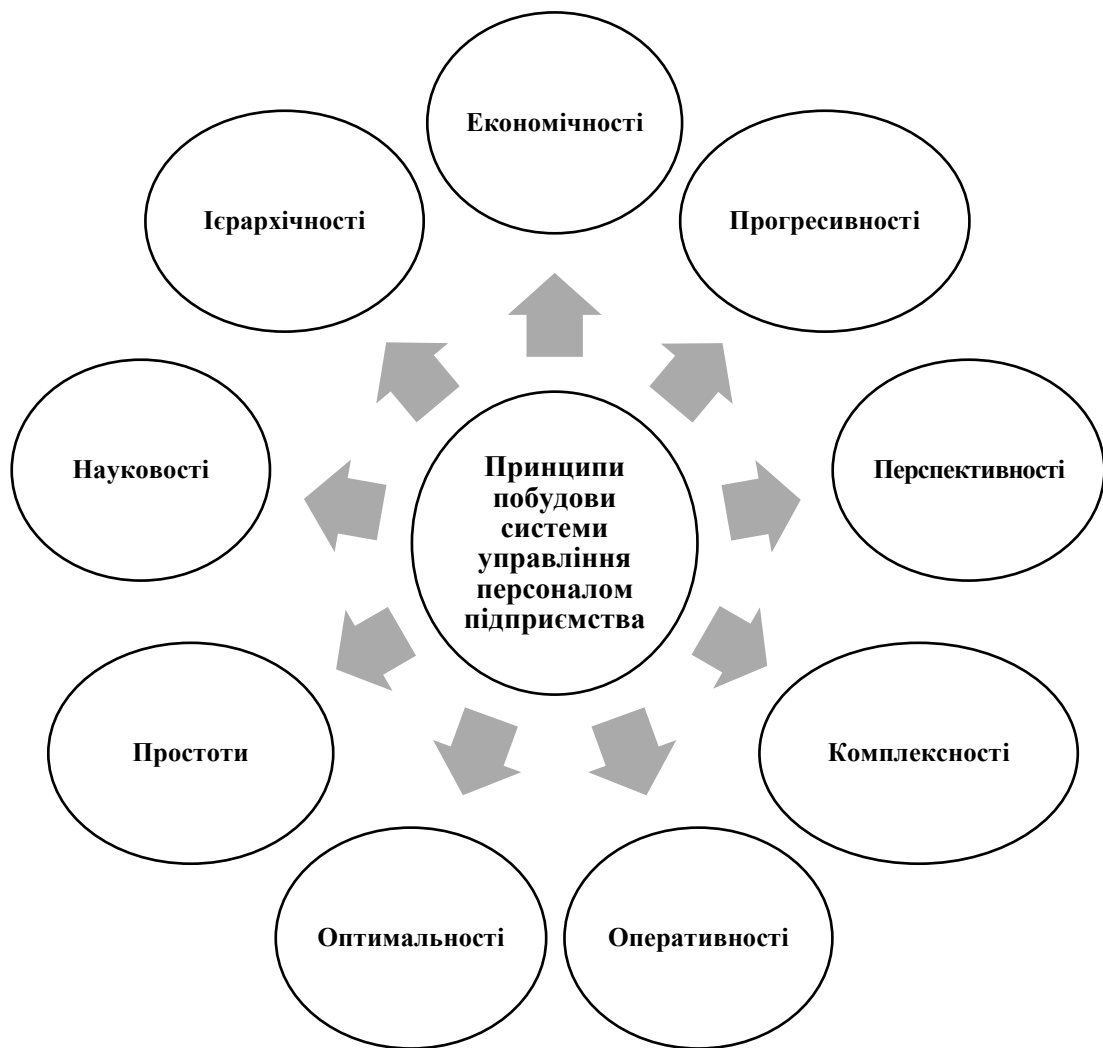 Економічності
Ієрархічності
Прогресивності
Науковості
Принципи
побудови
системи
управління
персоналом
підприємства
Перспективності
Простоти
Комплексності
Оптимальності
Оперативності